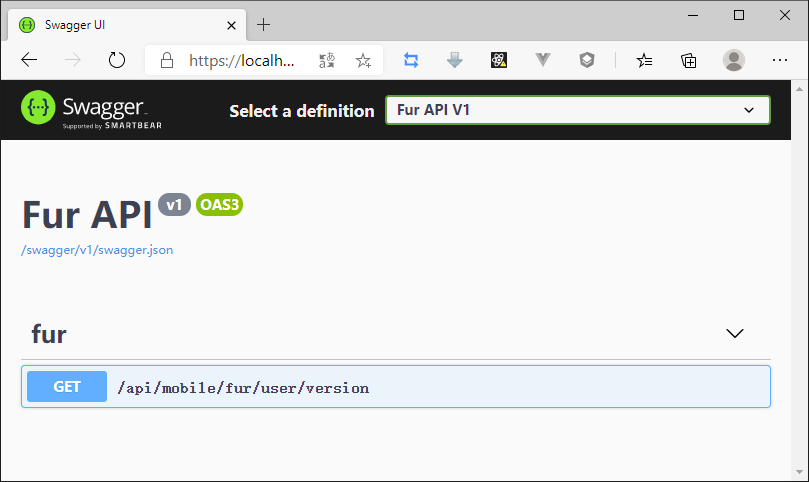 Swagger UI
https://localh...
Swagger
Supported by SMARTBEAR
Select a definition
Fur API V1
Fur API v1 OAS3
/swagger/v1/swagger.json
fur
GET /api/mobile/fur/user/version